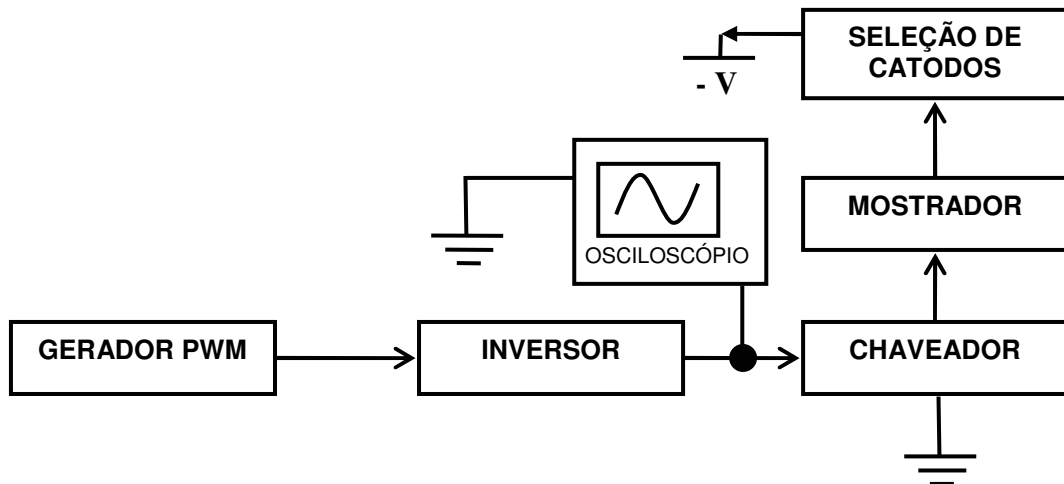 SELEÇÃO DE
CATODOS
- V
MOSTRADOR
OSCILOSCÓPIO
GERADOR PWM
INVERSOR
CHAVEADOR